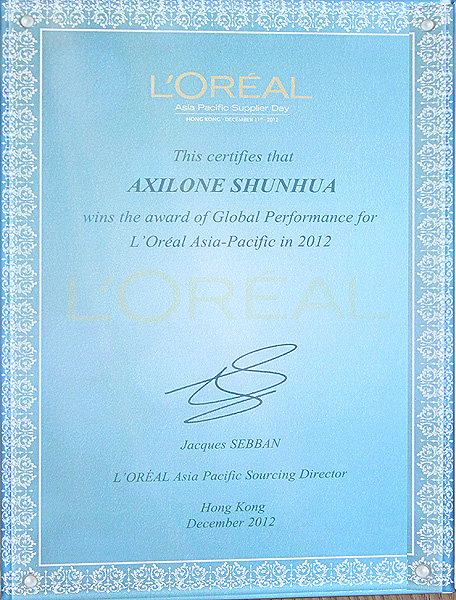 L'ORÉAL
Asia Pacific Supplier Day
HONG KONG - DECEMBER 11th - 2012
This certifies that
AXILONE SHUNHUA
wins the award of Global Performance for
L'Oréal Asia-Pacific in 2012
L'ORÉAL
Jacques SEBBAN
L'ORÉAL Asia Pacific Sourcing Director
Hong Kong
December 2012